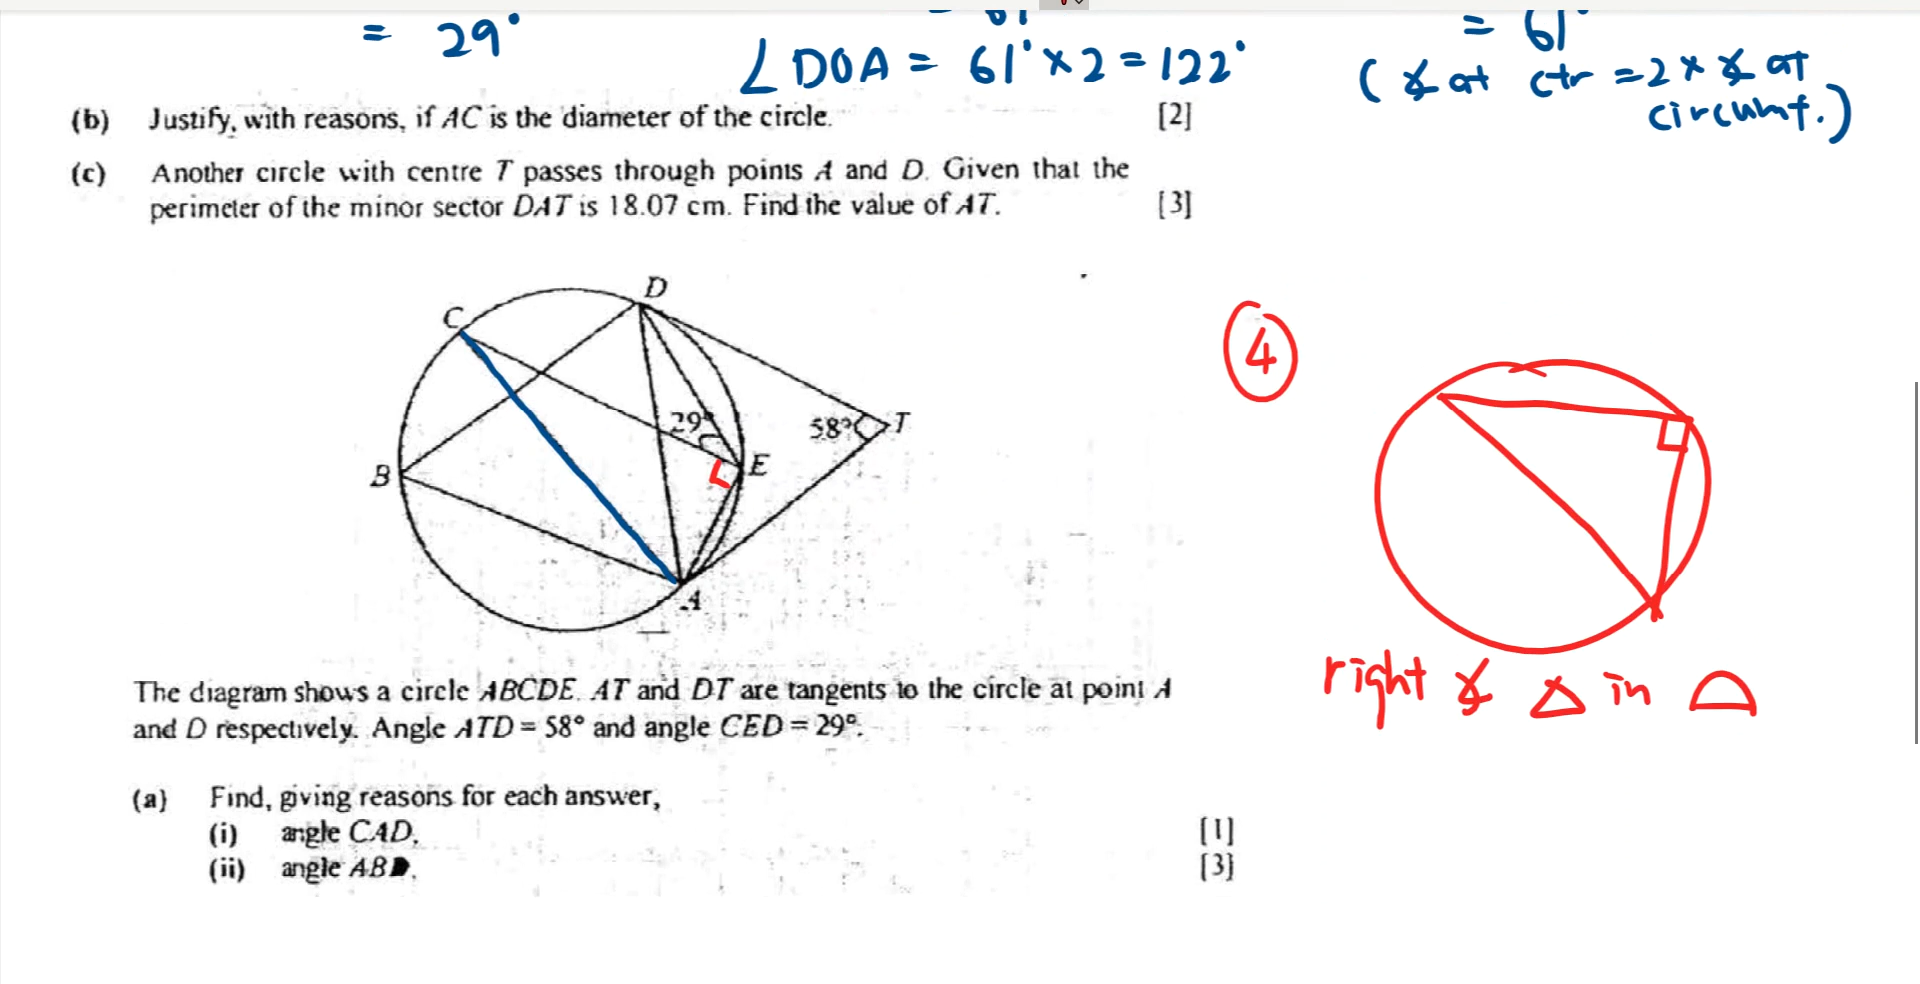 = 29°
∠DOA = 61° × 2 = 122°
= 61°
(∡ at ctr = 2 × ∡ at
circumf.)
(b) Justify, with reasons, if AC is the diameter of the circle. [2]
(c) Another circle with centre T passes through points A and D. Given that the
perimeter of the minor sector DAT is 18.07 cm. Find the value of AT. [3]
D
C
29°
58°
T
B
E
A
4
right ∡ △ in ⌓
The diagram shows a circle ABCDE. AT and DT are tangents to the circle at point A
and D respectively. Angle ATD = 58° and angle CED = 29°.
(a) Find, giving reasons for each answer,
(i) angle CAD. [1]
(ii) angle ABD. [3]